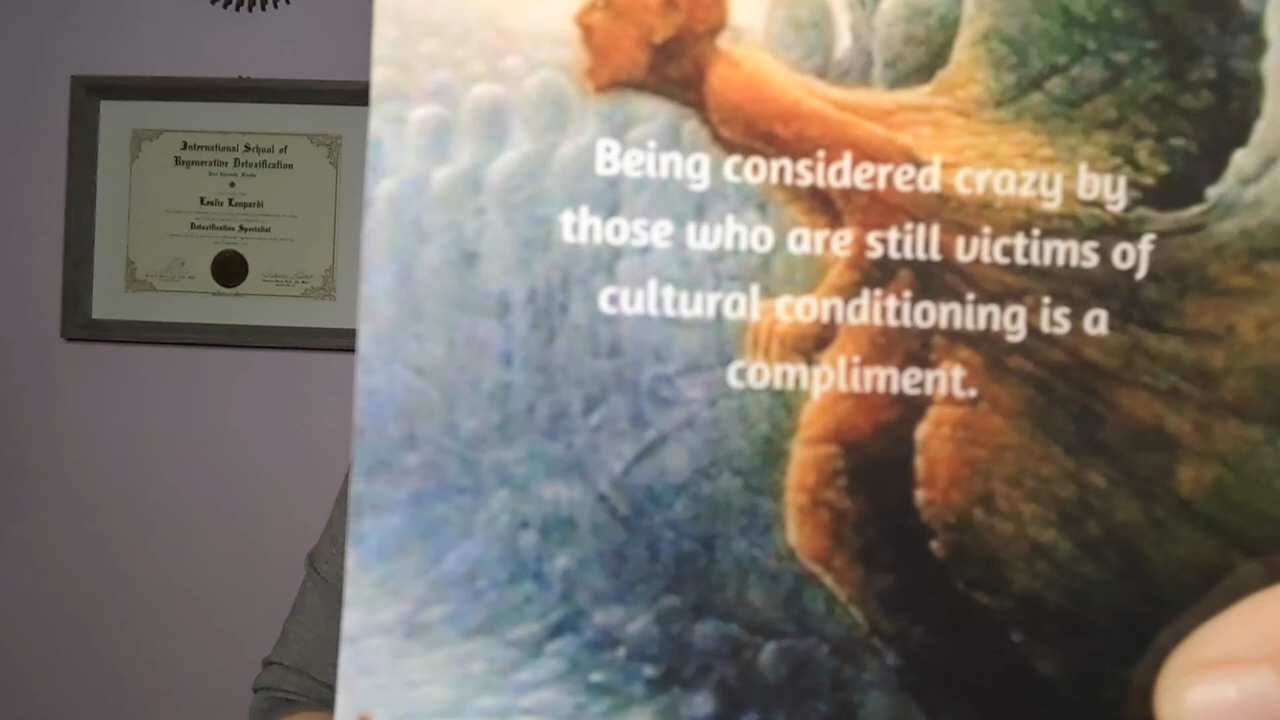 International School of
Regenerative Detoxification
Leslie Leopardi
Detoxification Specialist
Being considered crazy by
those who are still victims of
cultural conditioning is a
compliment.